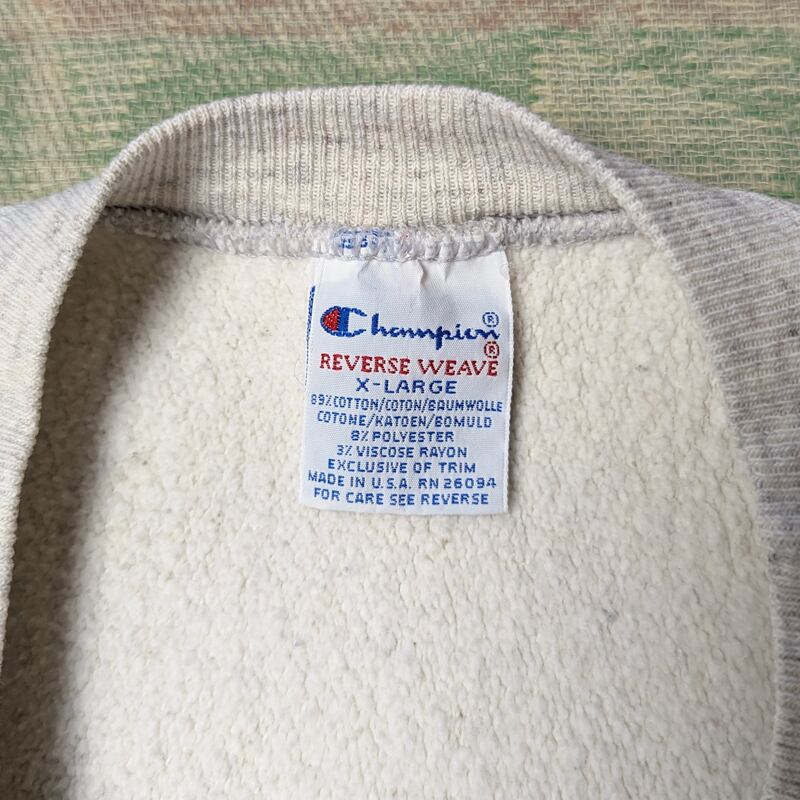 Champion®
REVERSE WEAVE®
X-LARGE
89% COTTON/COTON/BAUMWOLLE
COTONE/KATOEN/BOMULD
8% POLYESTER
3% VISCOSE RAYON
EXCLUSIVE OF TRIM
MADE IN U.S.A. RN 26094
FOR CARE SEE REVERSE